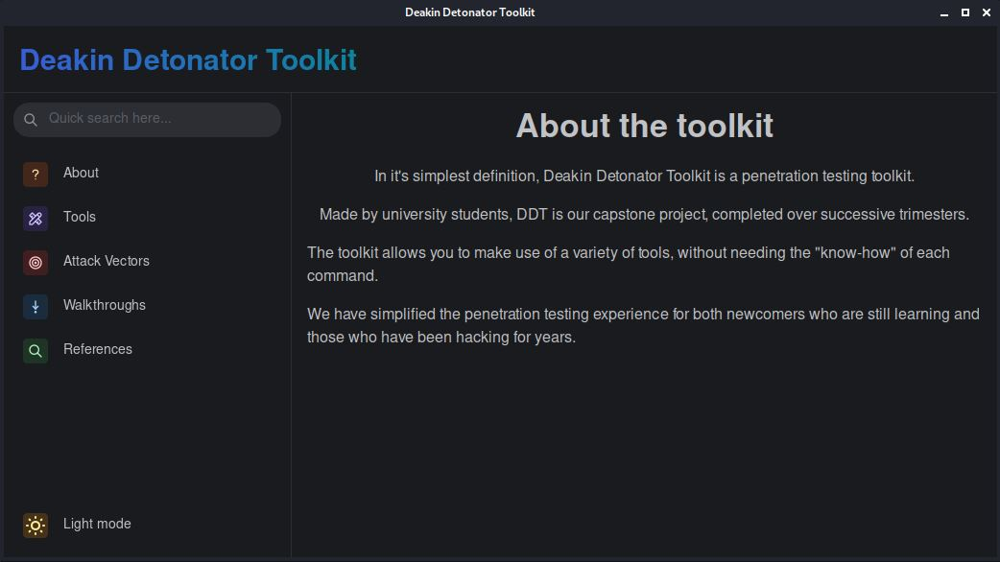 Deakin Detonator Toolkit
Deakin Detonator Toolkit
Quick search here...
?
About
Tools
Attack Vectors
Walkthroughs
References
Light mode
About the toolkit
In it's simplest definition, Deakin Detonator Toolkit is a penetration testing toolkit.
Made by university students, DDT is our capstone project, completed over successive trimesters.
The toolkit allows you to make use of a variety of tools, without needing the "know-how" of each
command.
We have simplified the penetration testing experience for both newcomers who are still learning and
those who have been hacking for years.